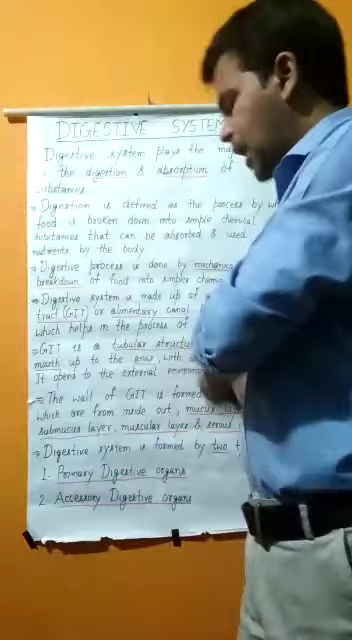 DIGESTIVE SYSTEM
Digestive system plays the
the digestion & absorption of
substances
⇒ Digestion is defined as the process by
food is broken down into simple chemical
substances that can be absorbed & used
nutrients by the body
⇒ Digestive process is done by mechanical
breakdown of food into simpler
⇒ Digestive system is made up of
tract (GIT) or alimentary canal
which helps in the process of
⇒ GIT is a tubular structure
mouth up to the anus, with
It opens to the external
⇒ The wall of GIT is formed
which are from inside out, mucus
submucus layer, muscular layer & serous
⇒ Digestive system is formed by two
1. Primary Digestive organs
2. Accessory Digestive organs